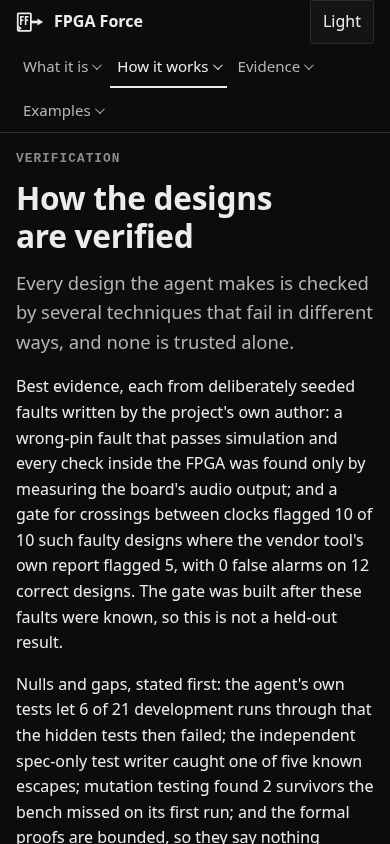 FF FPGA Force
Light
What it is
How it works
Evidence
Examples
VERIFICATION
How the designs
are verified
Every design the agent makes is checked
by several techniques that fail in different
ways, and none is trusted alone.
Best evidence, each from deliberately seeded
faults written by the project's own author: a
wrong-pin fault that passes simulation and
every check inside the FPGA was found only by
measuring the board's audio output; and a
gate for crossings between clocks flagged 10 of
10 such faulty designs where the vendor tool's
own report flagged 5, with 0 false alarms on 12
correct designs. The gate was built after these
faults were known, so this is not a held-out
result.
Nulls and gaps, stated first: the agent's own
tests let 6 of 21 development runs through that
the hidden tests then failed; the independent
spec-only test writer caught one of five known
escapes; mutation testing found 2 survivors the
bench missed on its first run; and the formal
proofs are bounded, so they say nothing